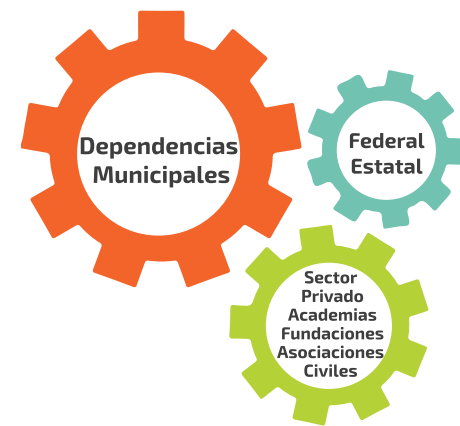 Dependencias
Municipales
Federal
Estatal
Sector
Privado
Academias
Fundaciones
Asociaciones
Civiles